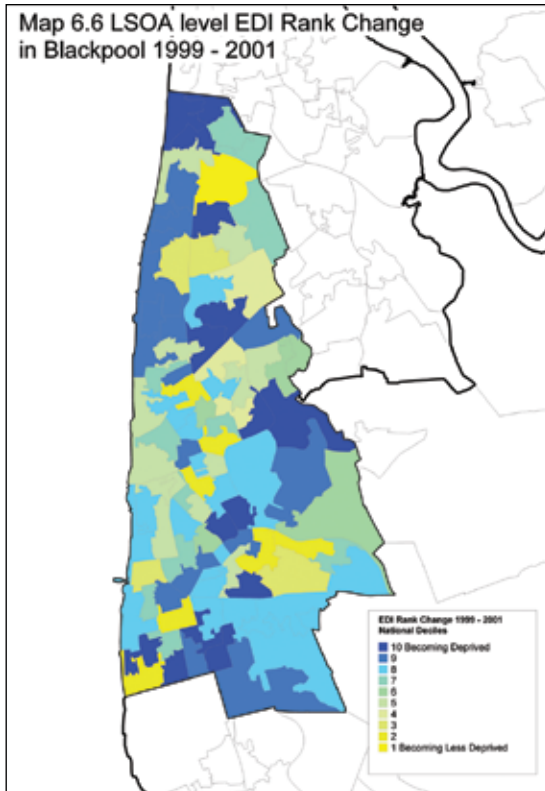 Map 6.6 LSOA level EDI Rank Change
in Blackpool 1999 - 2001
EDI Rank Change 1999 - 2001
National Deciles
10 Becoming Deprived
9
8
7
6
5
4
3
2
1 Becoming Less Deprived